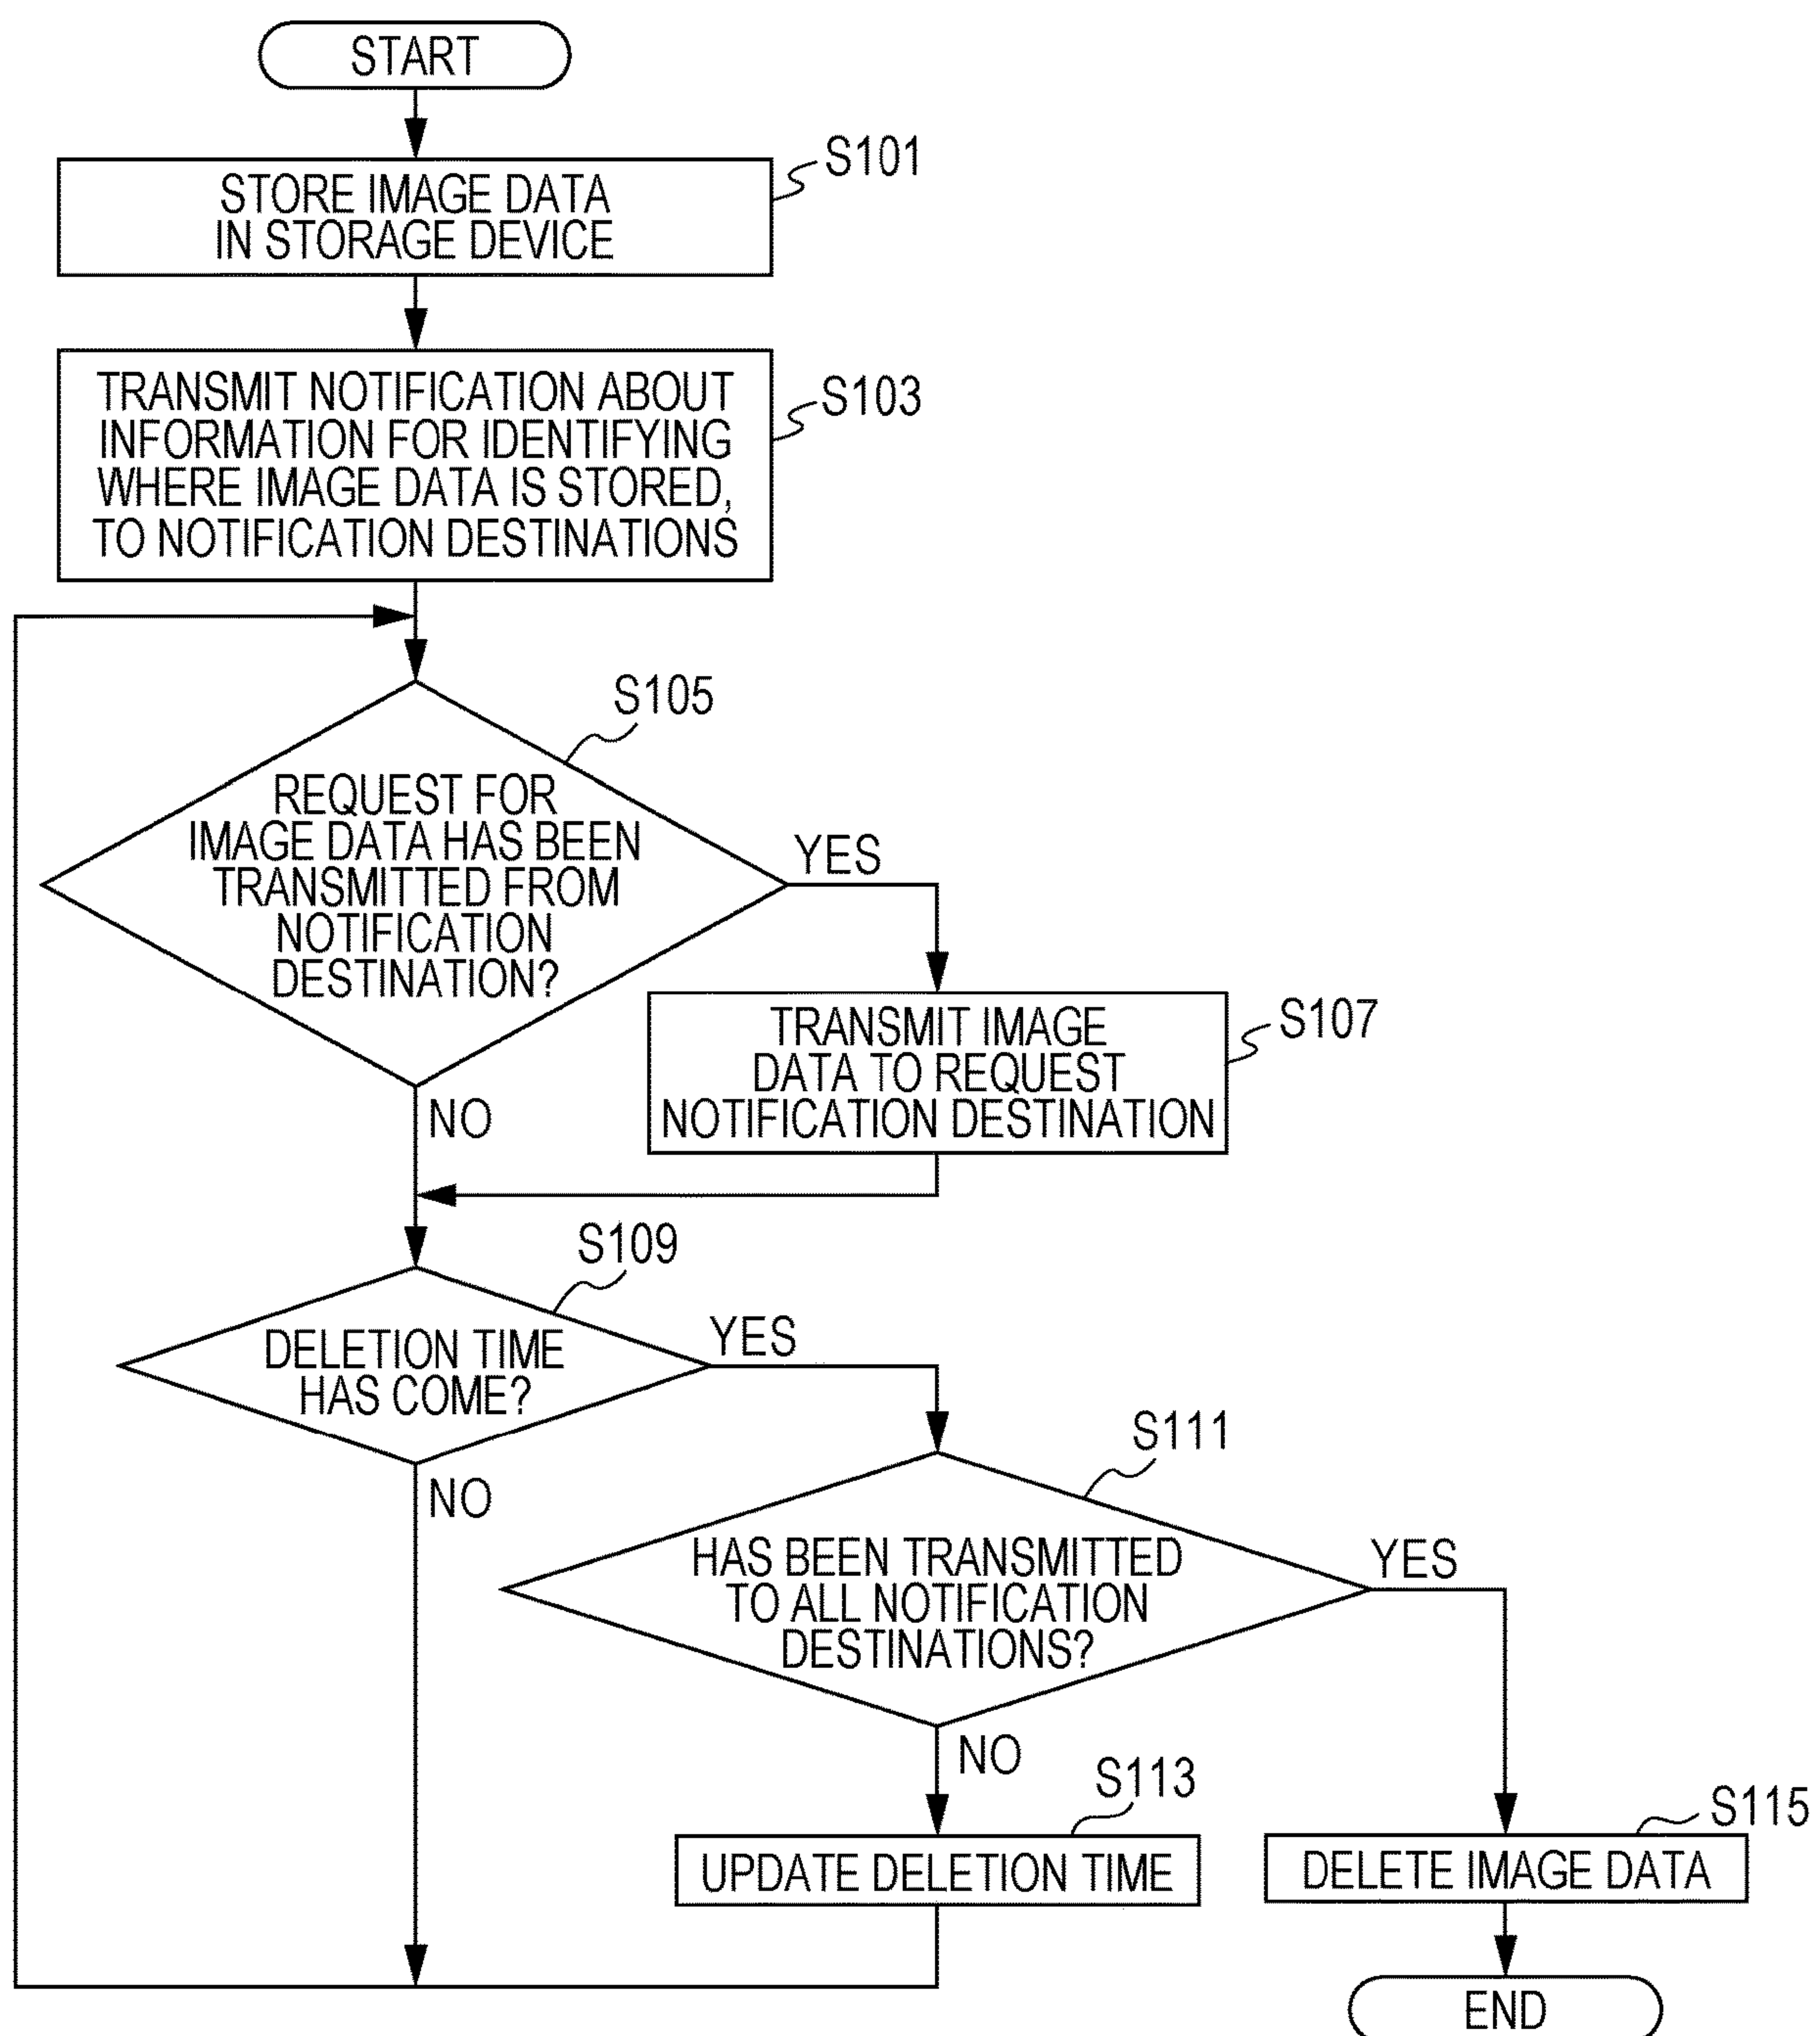 START
S101
STORE IMAGE DATA
IN STORAGE DEVICE
S103
TRANSMIT NOTIFICATION ABOUT
INFORMATION FOR IDENTIFYING
WHERE IMAGE DATA IS STORED,
TO NOTIFICATION DESTINATIONS
S105
REQUEST FOR
IMAGE DATA HAS BEEN
TRANSMITTED FROM
NOTIFICATION
DESTINATION?
YES
NO
S107
TRANSMIT IMAGE
DATA TO REQUEST
NOTIFICATION DESTINATION
S109
DELETION TIME
HAS COME?
YES
NO
S111
HAS BEEN TRANSMITTED
TO ALL NOTIFICATION
DESTINATIONS?
YES
NO
S113
UPDATE DELETION TIME
S115
DELETE IMAGE DATA
END